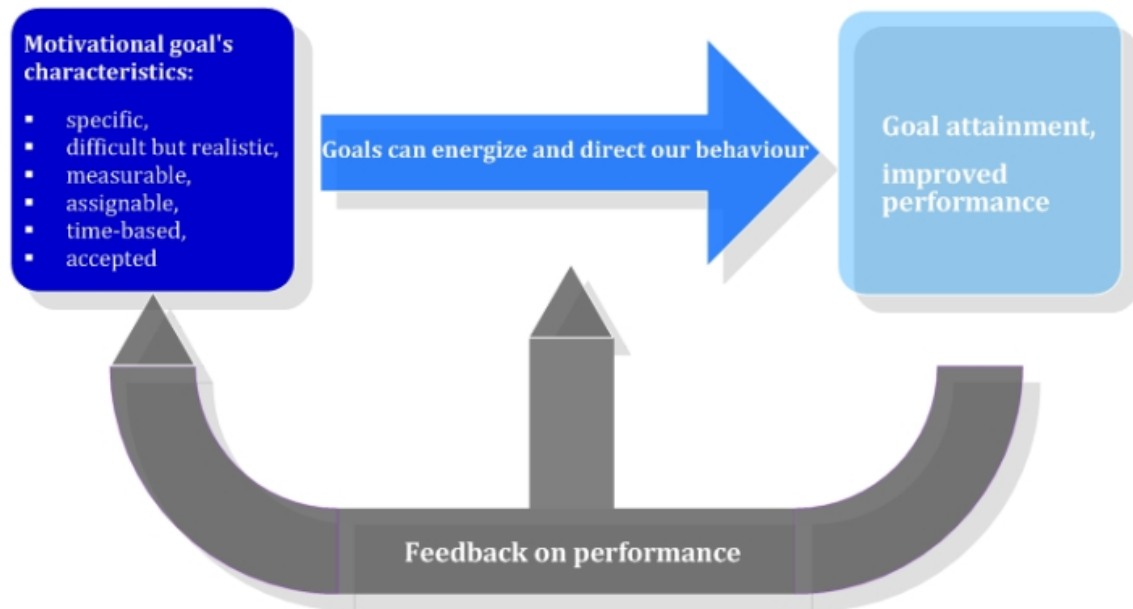 Motivational goal's
characteristics:
▪ specific,
▪ difficult but realistic,
▪ measurable,
▪ assignable,
▪ time-based,
▪ accepted
Goals can energize and direct our behaviour
Goal attainment,
improved
performance
Feedback on performance